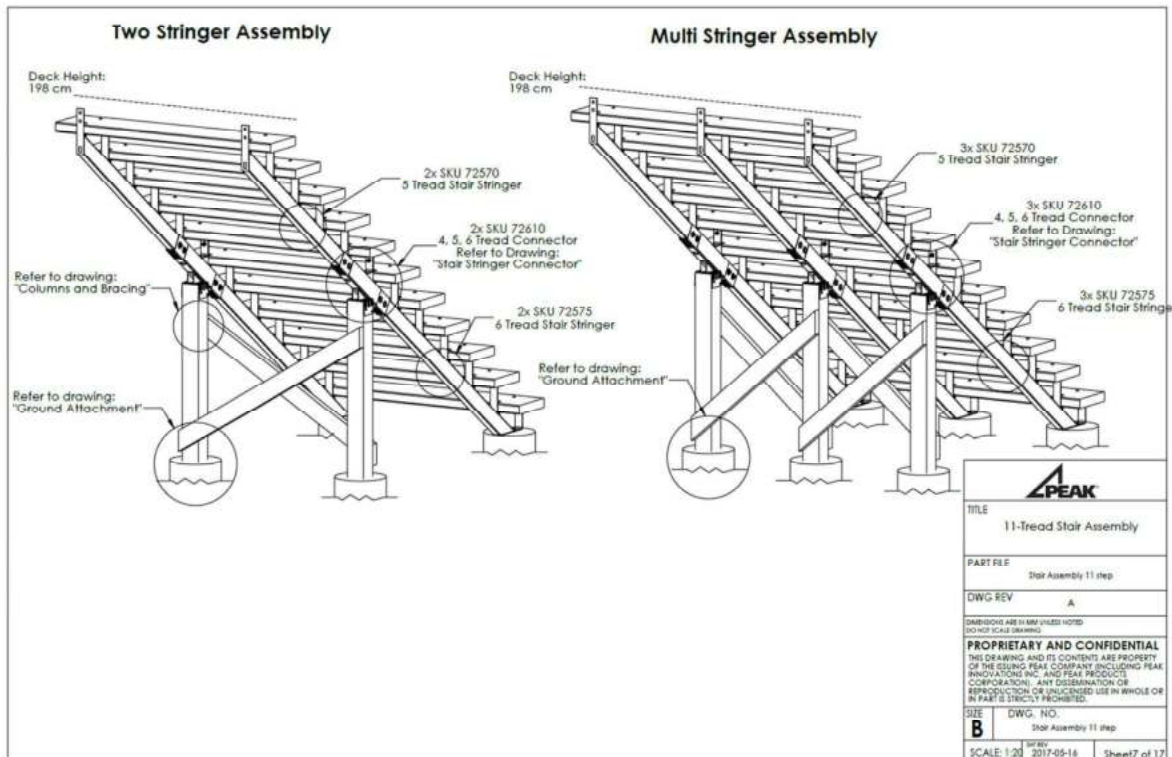 Two Stringer Assembly
Deck Height:
198 cm
2x SKU 72570
5 Tread Stair Stringer
2x SKU 72610
4, 5, 6 Tread Connector
Refer to Drawing:
"Stair Stringer Connector"
Refer to drawing:
"Columns and Bracing"
2x SKU 72575
6 Tread Stair Stringer
Refer to drawing:
"Ground Attachment"
Multi Stringer Assembly
Deck Height:
198 cm
3x SKU 72570
5 Tread Stair Stringer
3x SKU 72610
4, 5, 6 Tread Connector
Refer to Drawing:
"Stair Stringer Connector"
3x SKU 72575
6 Tread Stair Stringe
Refer to drawing:
"Ground Attachment"
PEAK
TITLE
11-Tread Stair Assembly
PART FILE
Stair Assembly 11 step
DWG REV
A
DIMENSIONS ARE IN MM UNLESS NOTED
DO NOT SCALE DRAWING
PROPRIETARY AND CONFIDENTIAL
THIS DRAWING AND ITS CONTENTS ARE PROPERTY
OF THE ISSUING PEAK COMPANY (INCLUDING PEAK
INNOVATIONS INC. AND PEAK PRODUCTS
CORPORATION). ANY DISSEMINATION OR
REPRODUCTION OR UNLICENSED USE IN WHOLE OR
IN PART IS STRICTLY PROHIBITED.
SIZE
B
DWG. NO.
Stair Assembly 11 step
SCALE: 1:20
2017-05-16
Sheet7 of 17